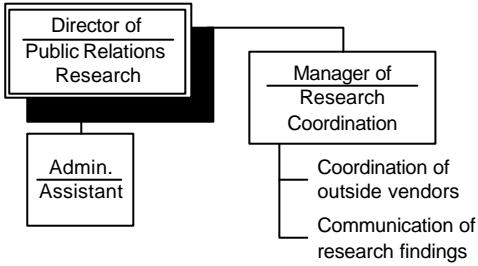 Director of
Public Relations
Research
Manager of
Research
Coordination
Admin.
Assistant
Coordination of
outside vendors
Communication of
research findings